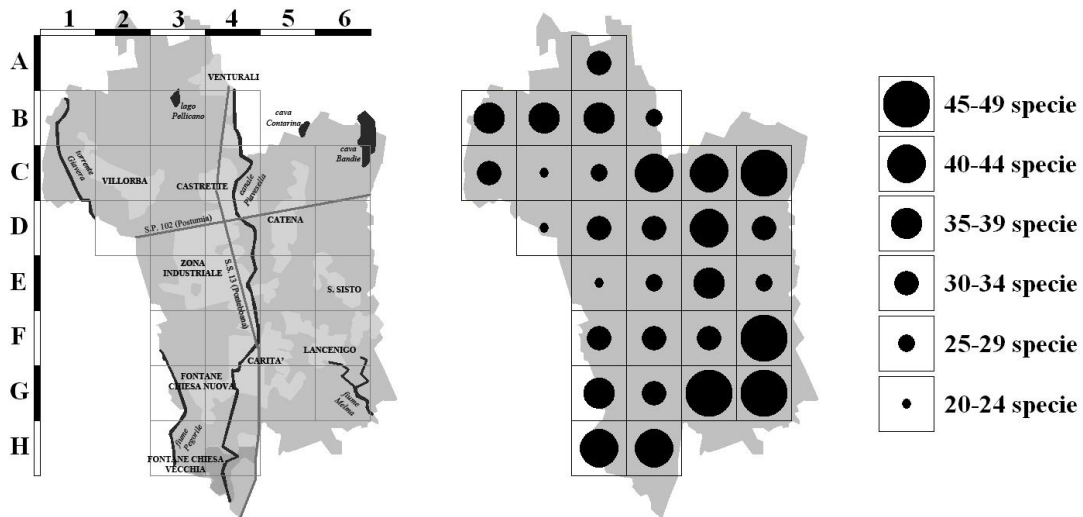 1 2 3 4 5 6
A
B
C
D
E
F
G
H
VENTURALI
lago
Pellicano
cava
Contarina
cava
Bandie
torrente
Giavera
VILLORBA
CASTRETTE
canale
Piavesella
S.P. 102 (Postumia)
CATENA
ZONA
INDUSTRIALE
S.S. 13 (Pontebbana)
S. SISTO
CARITA'
LANCENIGO
FONTANE
CHIESA NUOVA
fiume
Melma
fiume
Pegorile
FONTANE CHIESA
VECCHIA
45-49 specie
40-44 specie
35-39 specie
30-34 specie
25-29 specie
20-24 specie